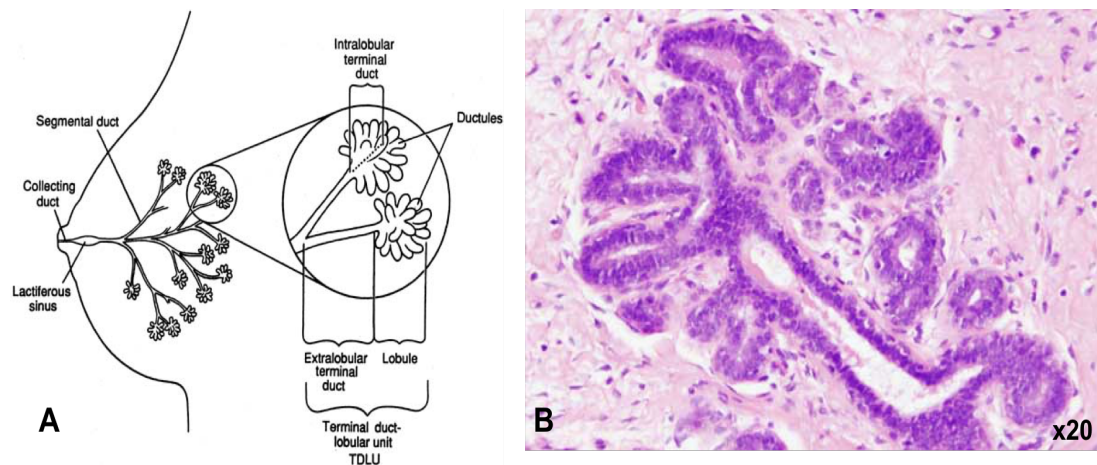 Intralobular
terminal
duct
Segmental duct
Ductules
Collecting
duct
Lactiferous
sinus
Extralobular
terminal
duct
Lobule
Terminal duct-
lobular unit
TDLU
A
B
x20